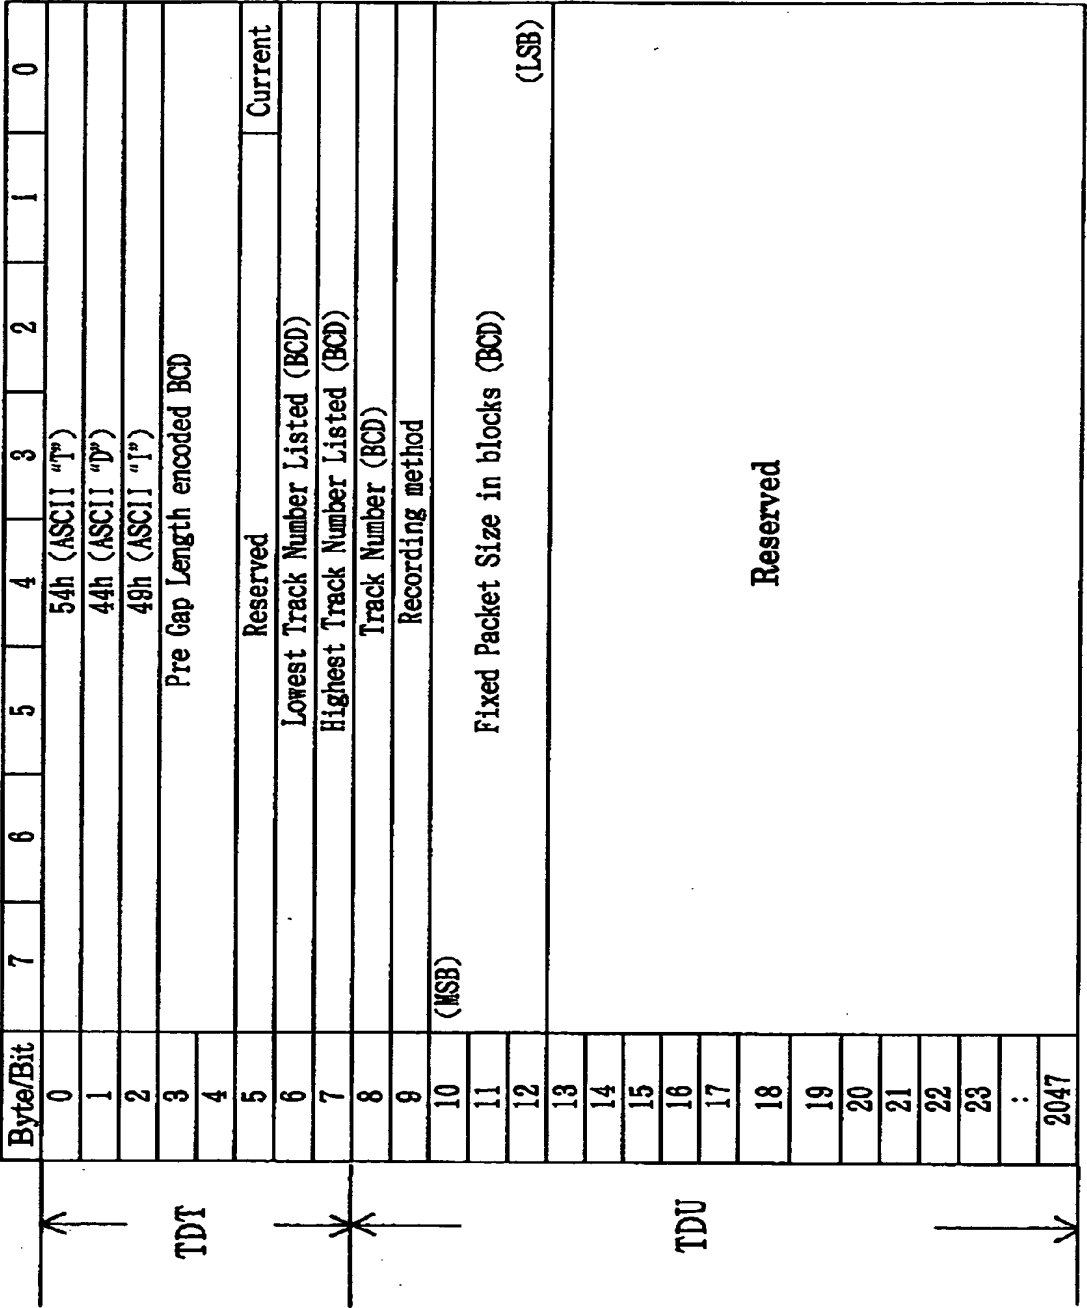 Byte/Bit 7 6 5 4 3 2 1 0
TDT
0 54h (ASCII “T”)
1 44h (ASCII “D”)
2 49h (ASCII “I”)
3 Pre Gap Length encoded BCD
4
5 Reserved Current
6 Lowest Track Number Listed (BCD)
7 Highest Track Number Listed (BCD)
TDU
8 Track Number (BCD)
9 Recording method
10 (MSB)
11 Fixed Packet Size in blocks (BCD)
12 (LSB)
13
14
15
16
17
18 Reserved
19
20
21
22
23
:
2047